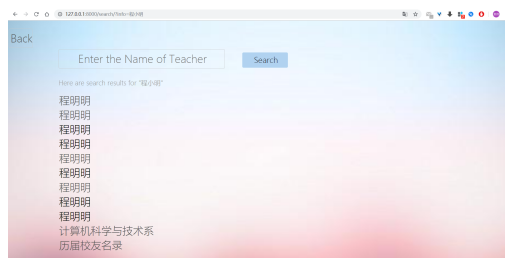 127.0.0.1:8000/search/?info=程小明
Back
Enter the Name of Teacher Search
Here are search results for "程小明"
程明明
程明明
程明明
程明明
程明明
程明明
程明明
程明明
程明明
计算机科学与技术系
历届校友名录